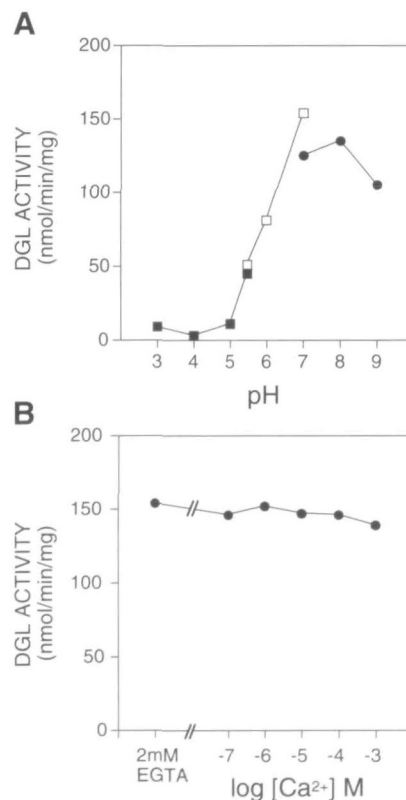 A
200
150
100
50
0
DGL ACTIVITY
(nmol/min/mg)
3 4 5 6 7 8 9
pH
B
200
150
100
50
0
DGL ACTIVITY
(nmol/min/mg)
2mM
EGTA
-7 -6 -5 -4 -3
log [Ca²⁺] M